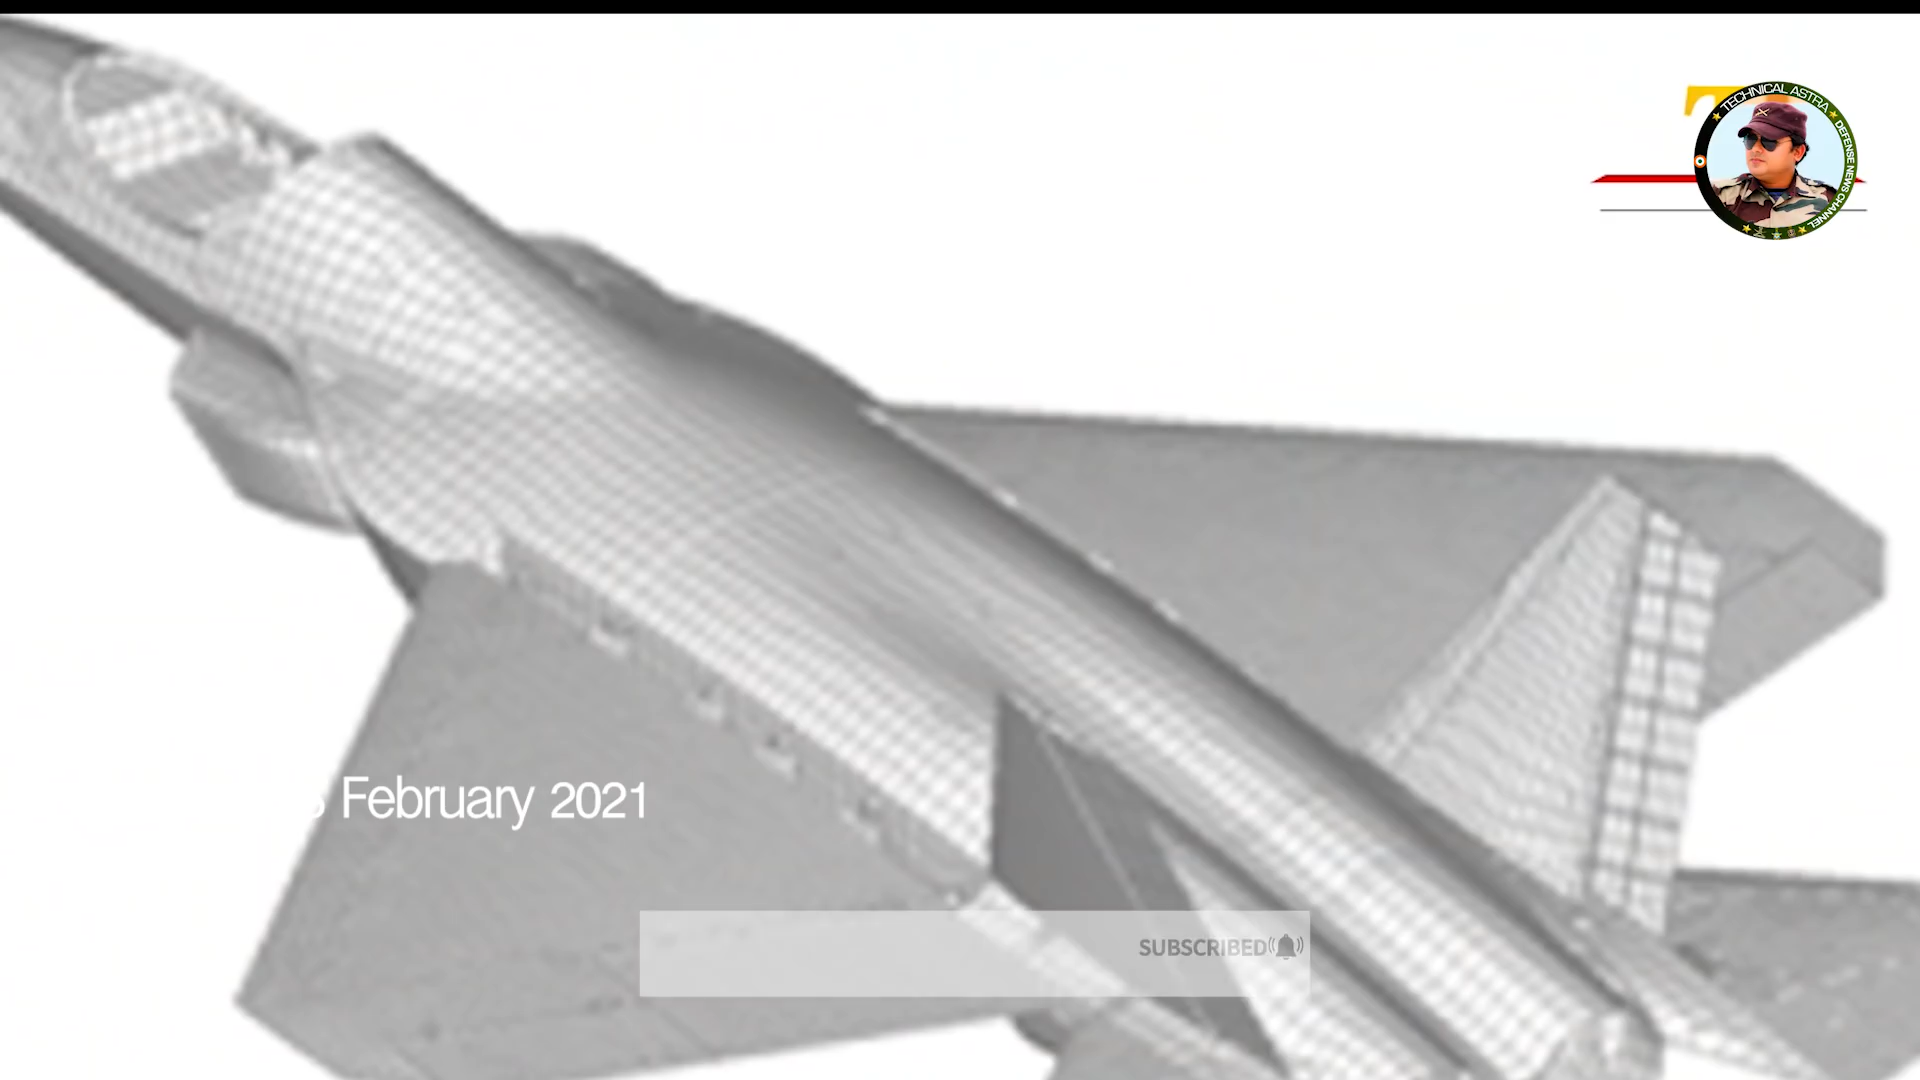 TECHNICAL ASTRA
DEFENSE NEWS CHANNEL
February 2021
SUBSCRIBED